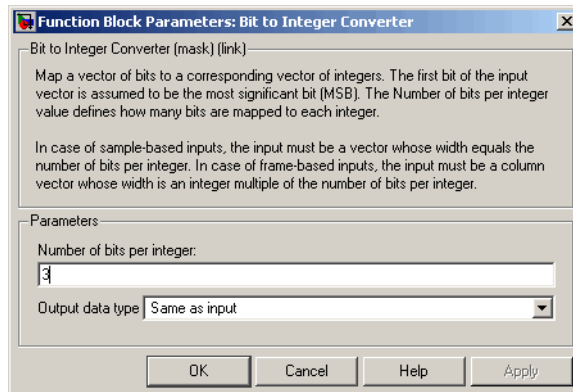 Function Block Parameters: Bit to Integer Converter
Bit to Integer Converter (mask) (link)
Map a vector of bits to a corresponding vector of integers. The first bit of the input
vector is assumed to be the most significant bit (MSB). The Number of bits per integer
value defines how many bits are mapped to each integer.
In case of sample-based inputs, the input must be a vector whose width equals the
number of bits per integer. In case of frame-based inputs, the input must be a column
vector whose width is an integer multiple of the number of bits per integer.
Parameters
Number of bits per integer:
3
Output data type Same as input
OK Cancel Help Apply